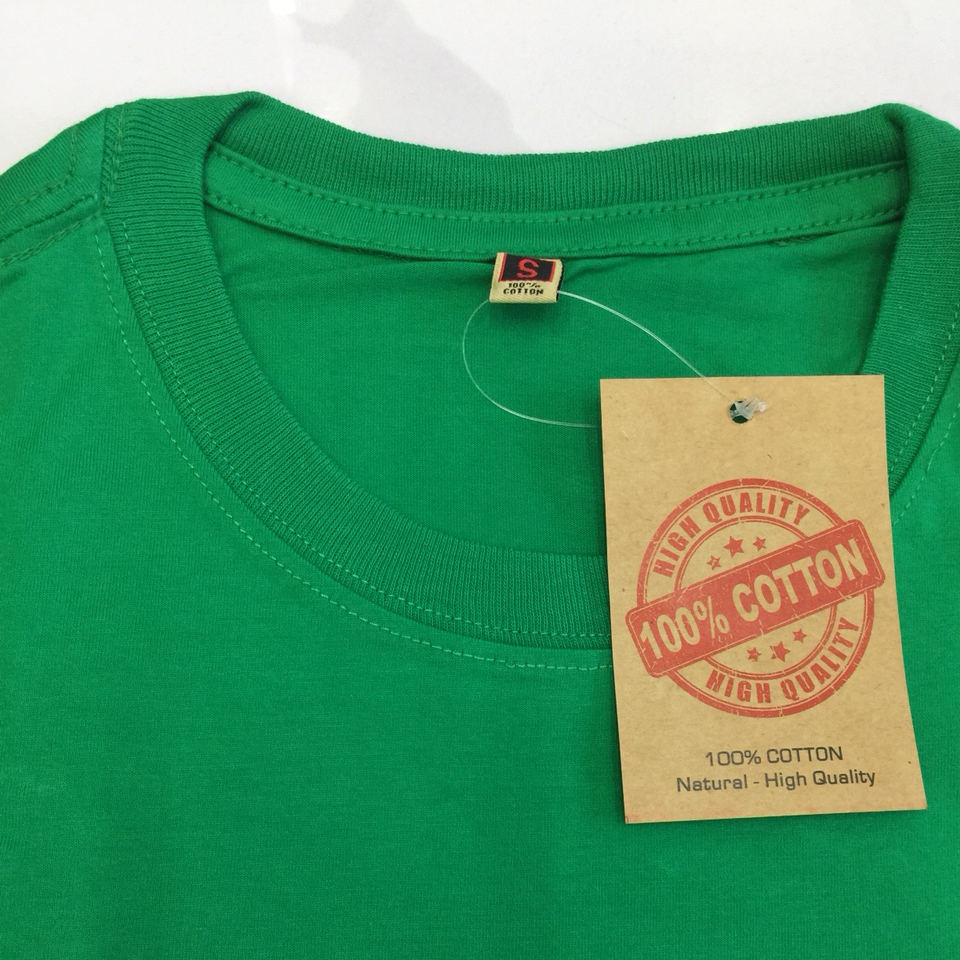 S
100%
COTTON
HIGH QUALITY
100% COTTON
HIGH QUALITY
100% COTTON
Natural - High Quality